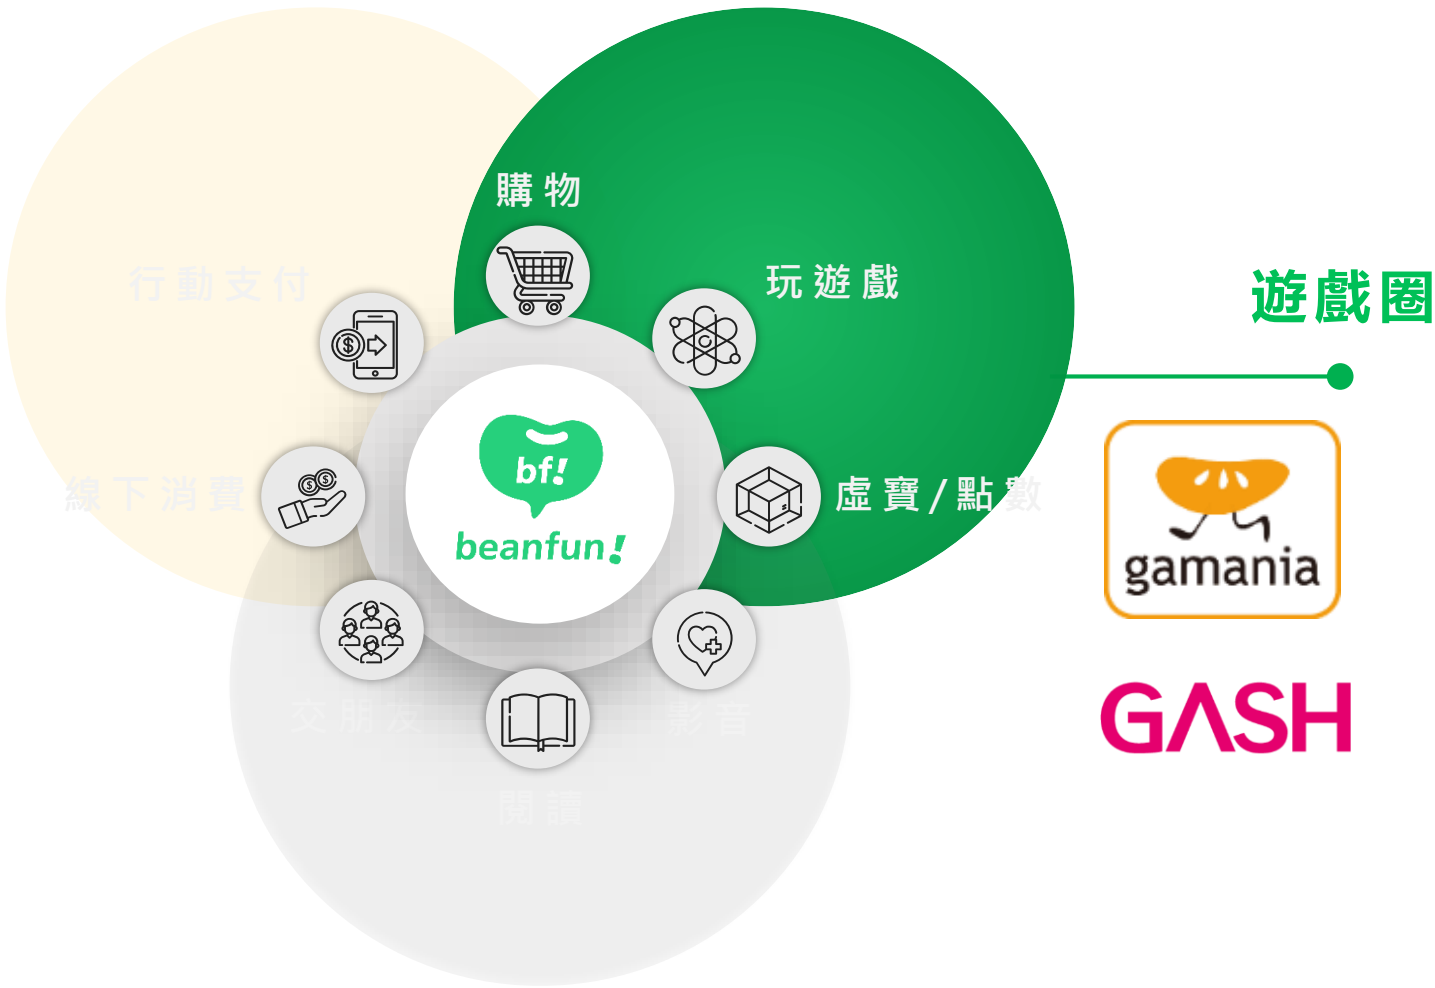 購物
行動支付
玩遊戲
遊戲圈
線下消費
bf!
beanfun!
虛寶/點數
gamania
交朋友
影音
GASH
閱讀